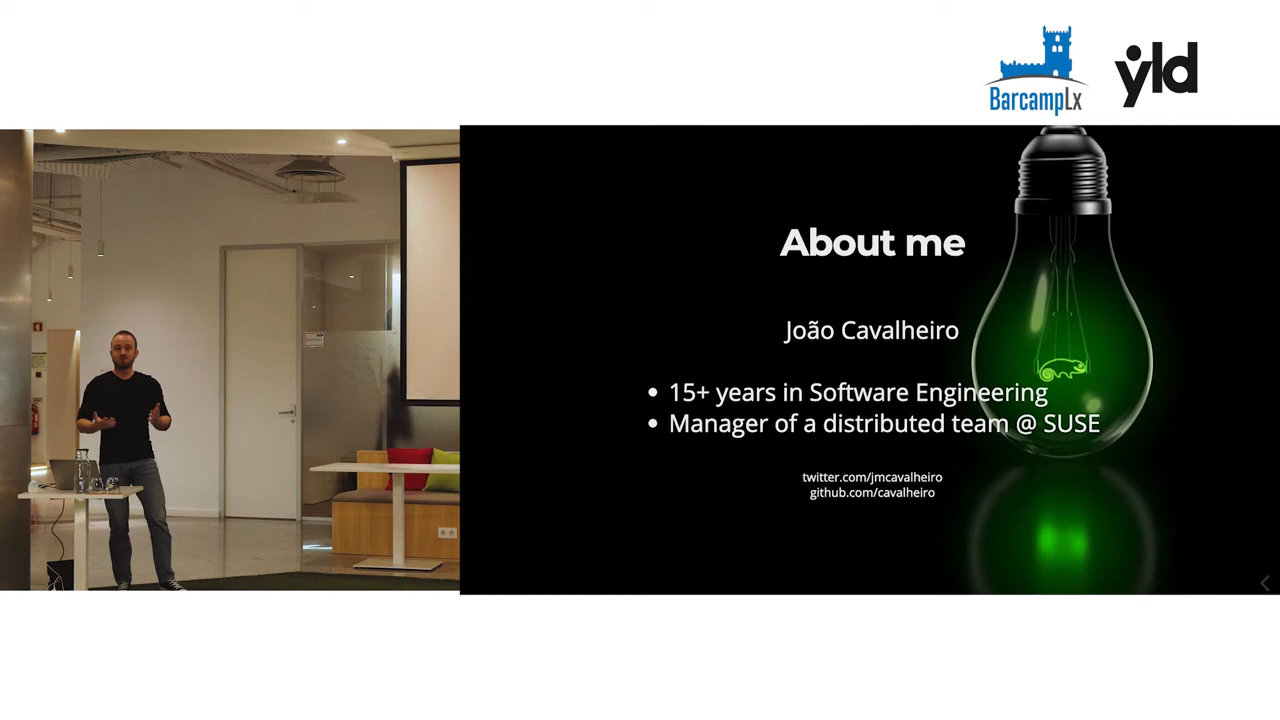 BarcampLx
yld
About me
João Cavalheiro
15+ years in Software Engineering
Manager of a distributed team @ SUSE
twitter.com/jmcavalheiro
github.com/cavalheiro